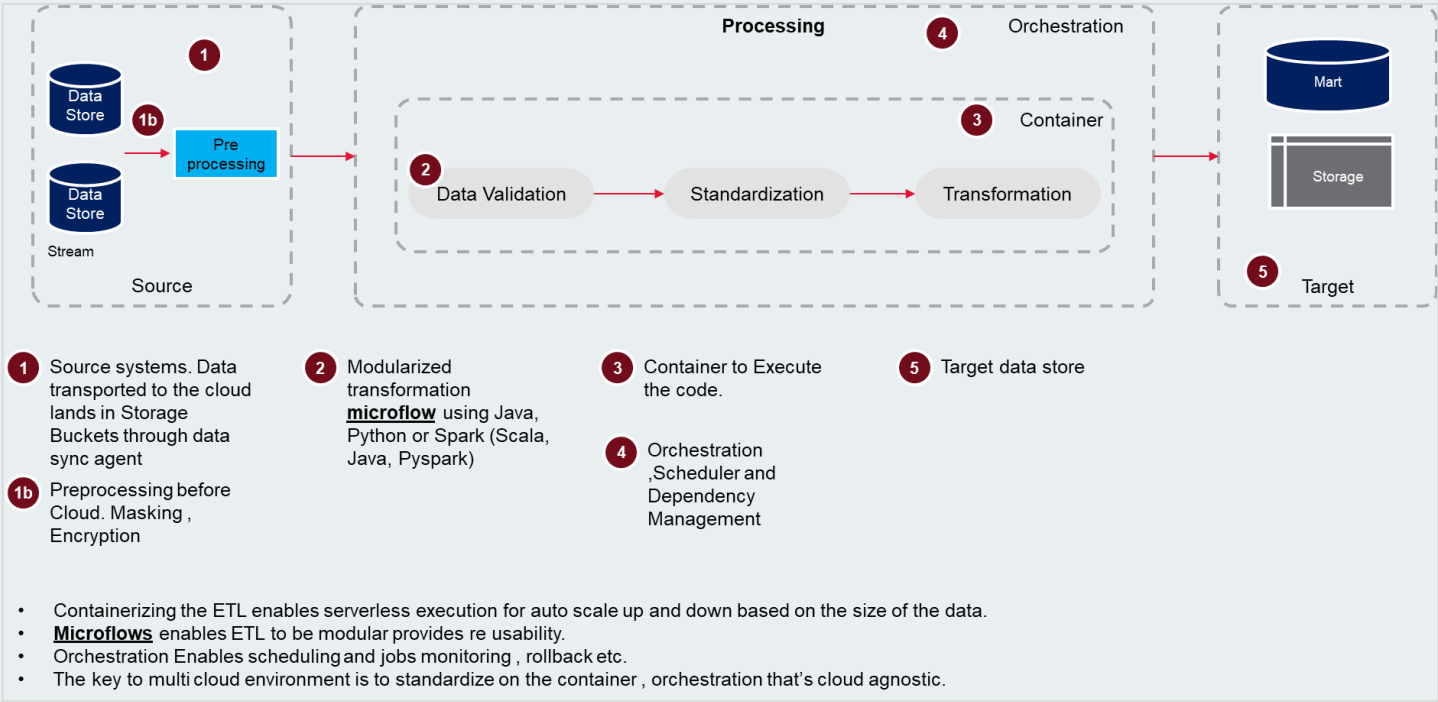 Processing
4
Orchestration
1
Data
Store
1b
Pre
processing
Data
Store
Stream
Source
3
Container
2
Data Validation
Standardization
Transformation
Mart
Storage
5
Target
1
Source systems. Data
transported to the cloud
lands in Storage
Buckets through data
sync agent
1b
Preprocessing before
Cloud. Masking ,
Encryption
2
Modularized
transformation
microflow using Java,
Python or Spark (Scala,
Java, Pyspark)
3
Container to Execute
the code.
4
Orchestration
,Scheduler and
Dependency
Management
5
Target data store
• Containerizing the ETL enables serverless execution for auto scale up and down based on the size of the data.
• Microflows enables ETL to be modular provides re usability.
• Orchestration Enables scheduling and jobs monitoring , rollback etc.
• The key to multi cloud environment is to standardize on the container , orchestration that's cloud agnostic.